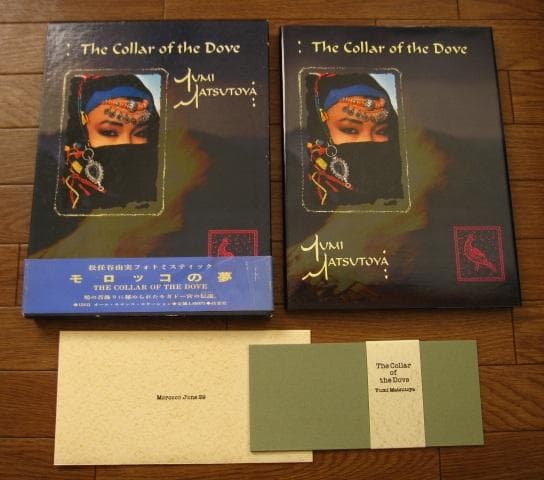 The Collar of the Dove
YUMI
MATSUTOYA
松任谷由実フォトミスティック
モロッコの夢
THE COLLAR OF THE DOVE
The Collar of the Dove
YUMI
MATSUTOYA
Morocco June 89
The Collar
of
the Dove
Yumi Matsutoya